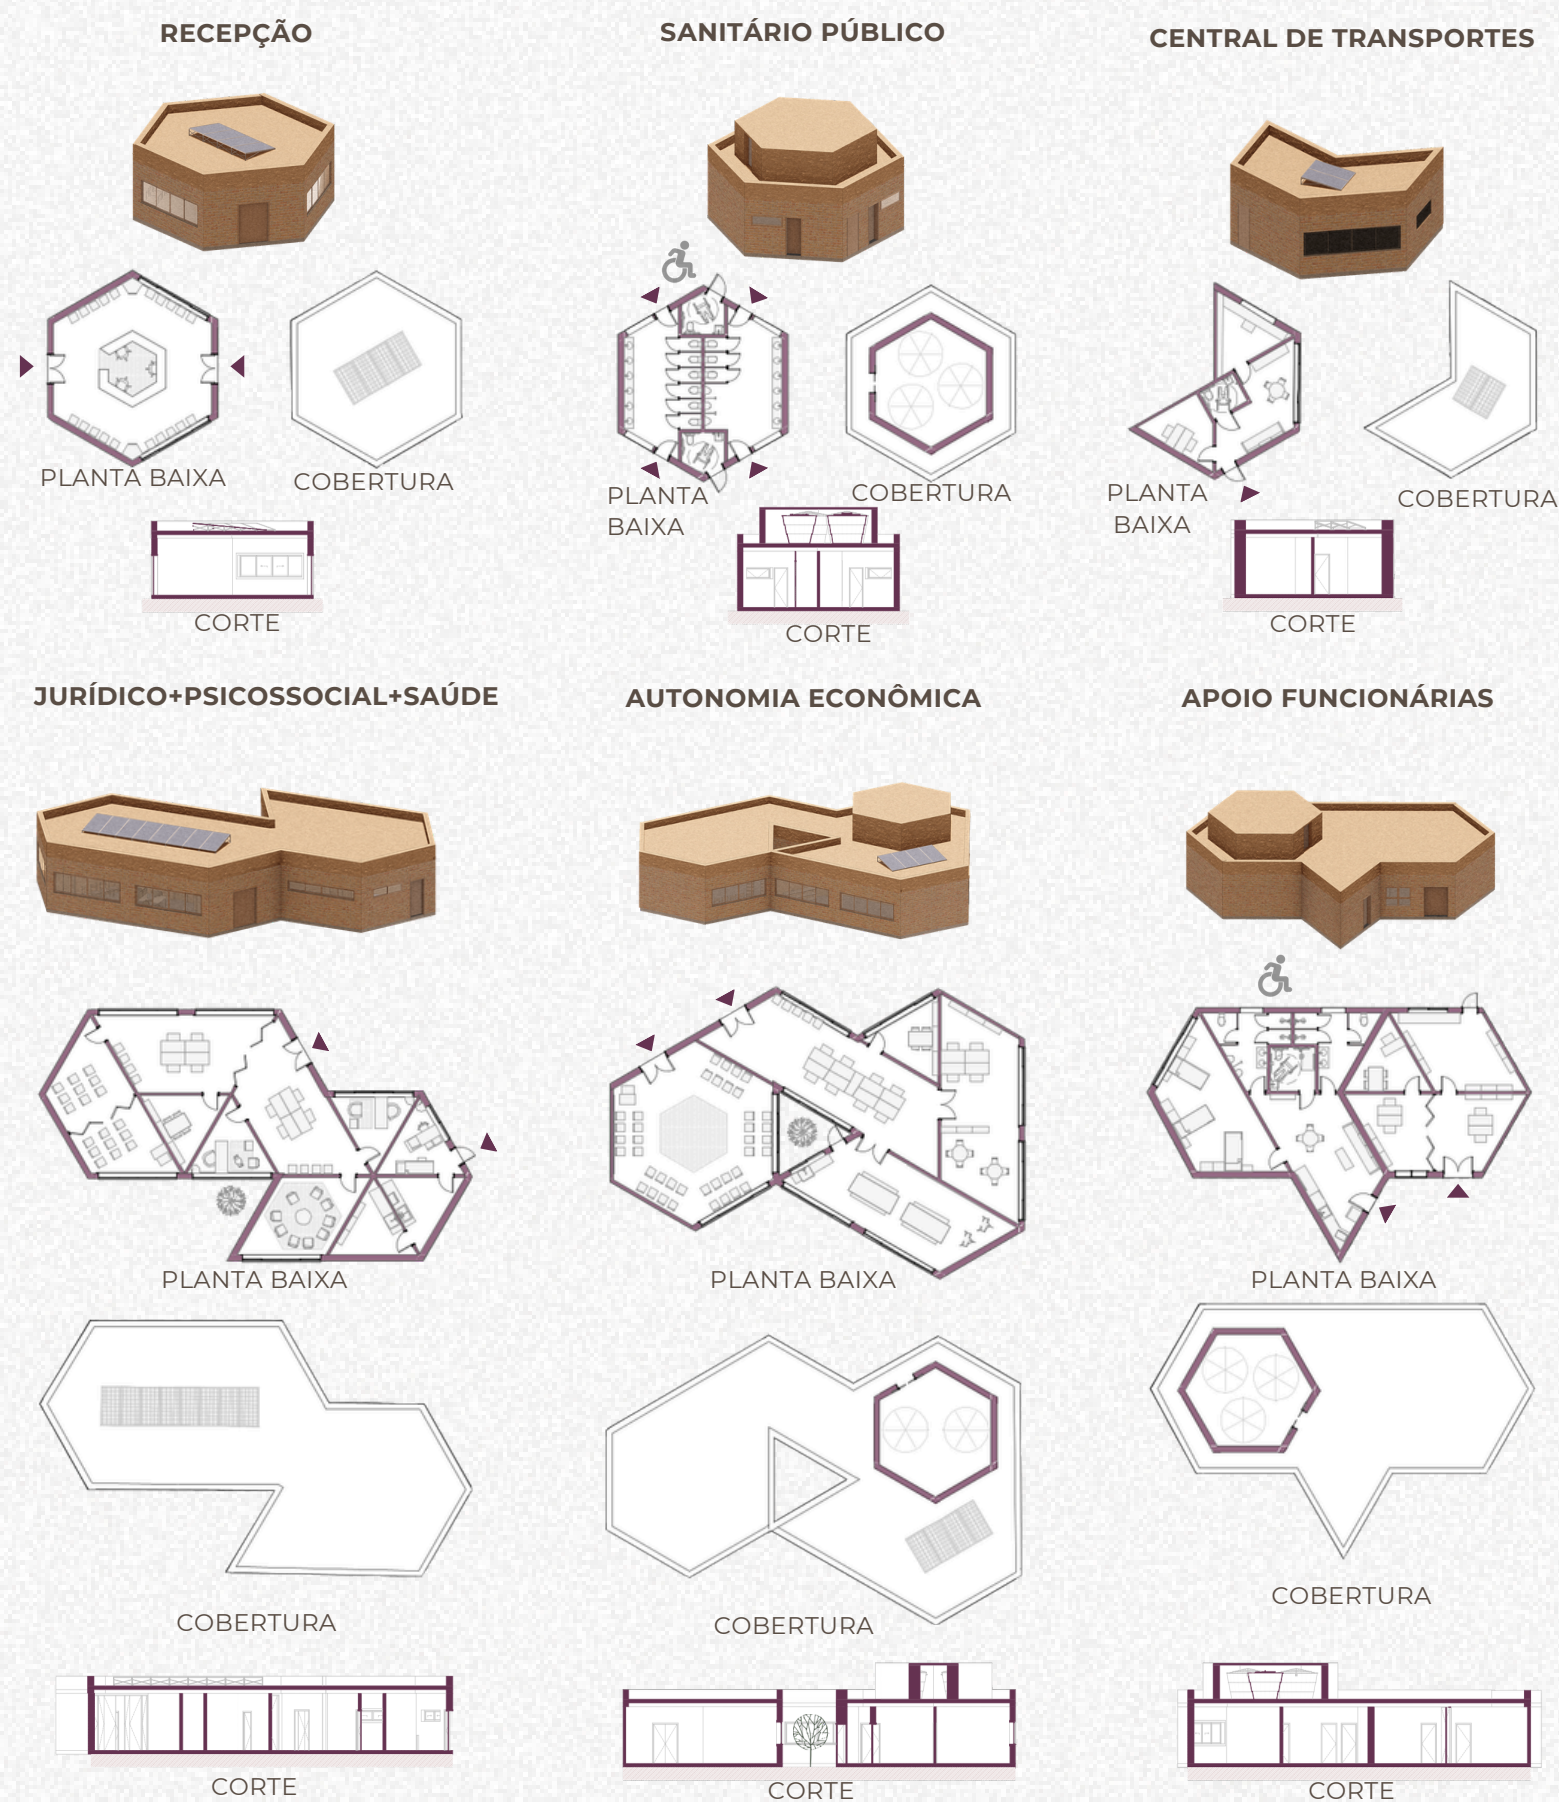 RECEPÇÃO
SANITÁRIO PÚBLICO
CENTRAL DE TRANSPORTES
PLANTA BAIXA
COBERTURA
PLANTA
BAIXA
COBERTURA
PLANTA
BAIXA
COBERTURA
CORTE
CORTE
CORTE
JURÍDICO+PSICOSSOCIAL+SAÚDE
AUTONOMIA ECONÔMICA
APOIO FUNCIONÁRIAS
PLANTA BAIXA
PLANTA BAIXA
PLANTA BAIXA
COBERTURA
COBERTURA
COBERTURA
CORTE
CORTE
CORTE